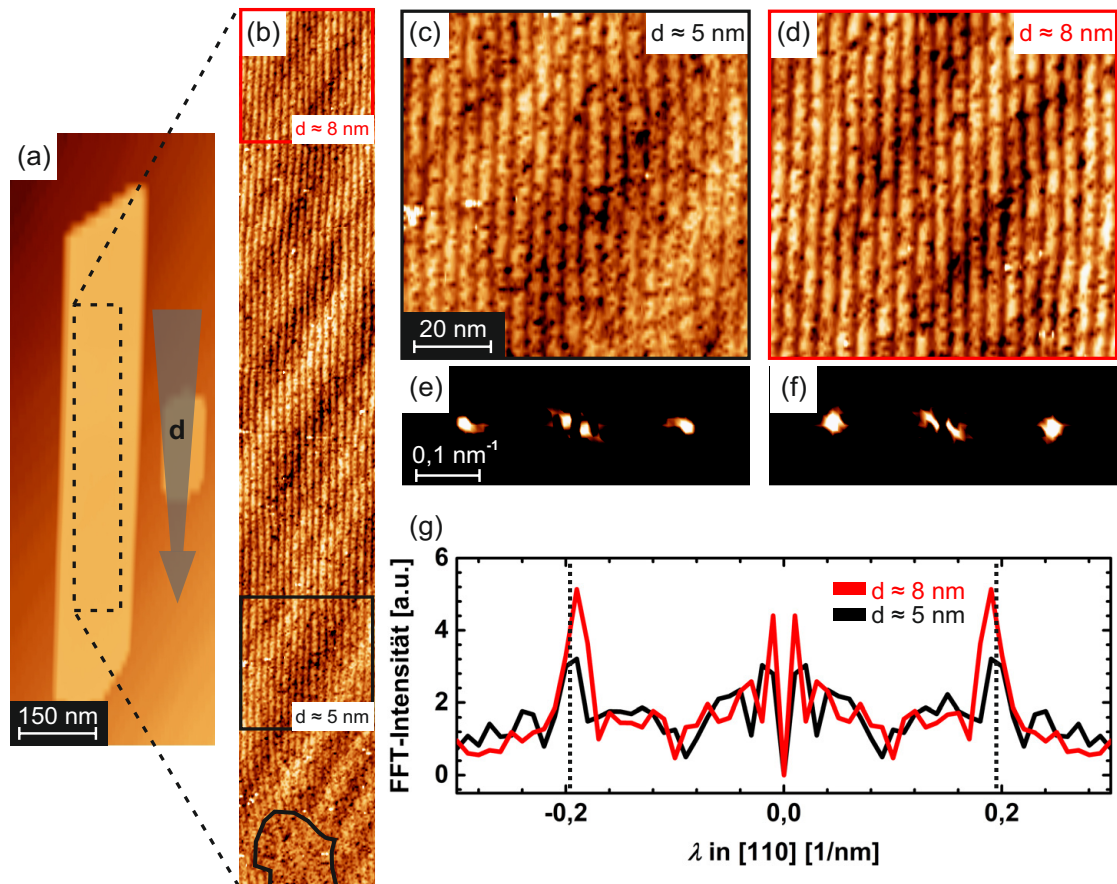 (a)
d
150 nm
(b)
d ≈ 8 nm
d ≈ 5 nm
(c)
d ≈ 5 nm
20 nm
(d)
d ≈ 8 nm
(e)
0,1 nm⁻¹
(f)
(g)
FFT-Intensität [a.u.]
6
4
2
0
d ≈ 8 nm
d ≈ 5 nm
-0,2
0,0
0,2
λ in [110] [1/nm]